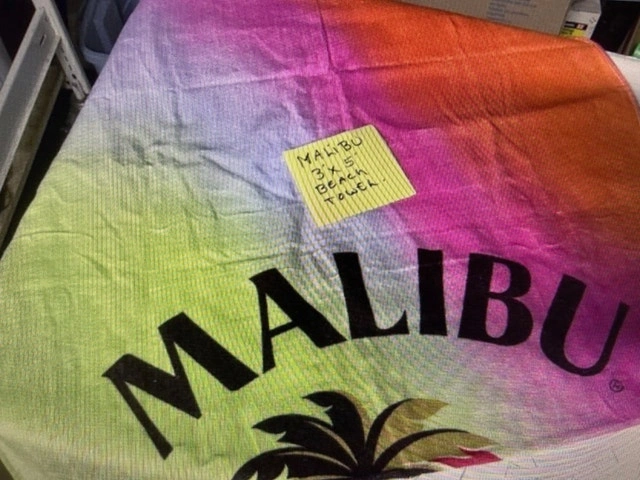 MALIBU
3'X 5'
BEACH
TOWEL.
MALIBU®